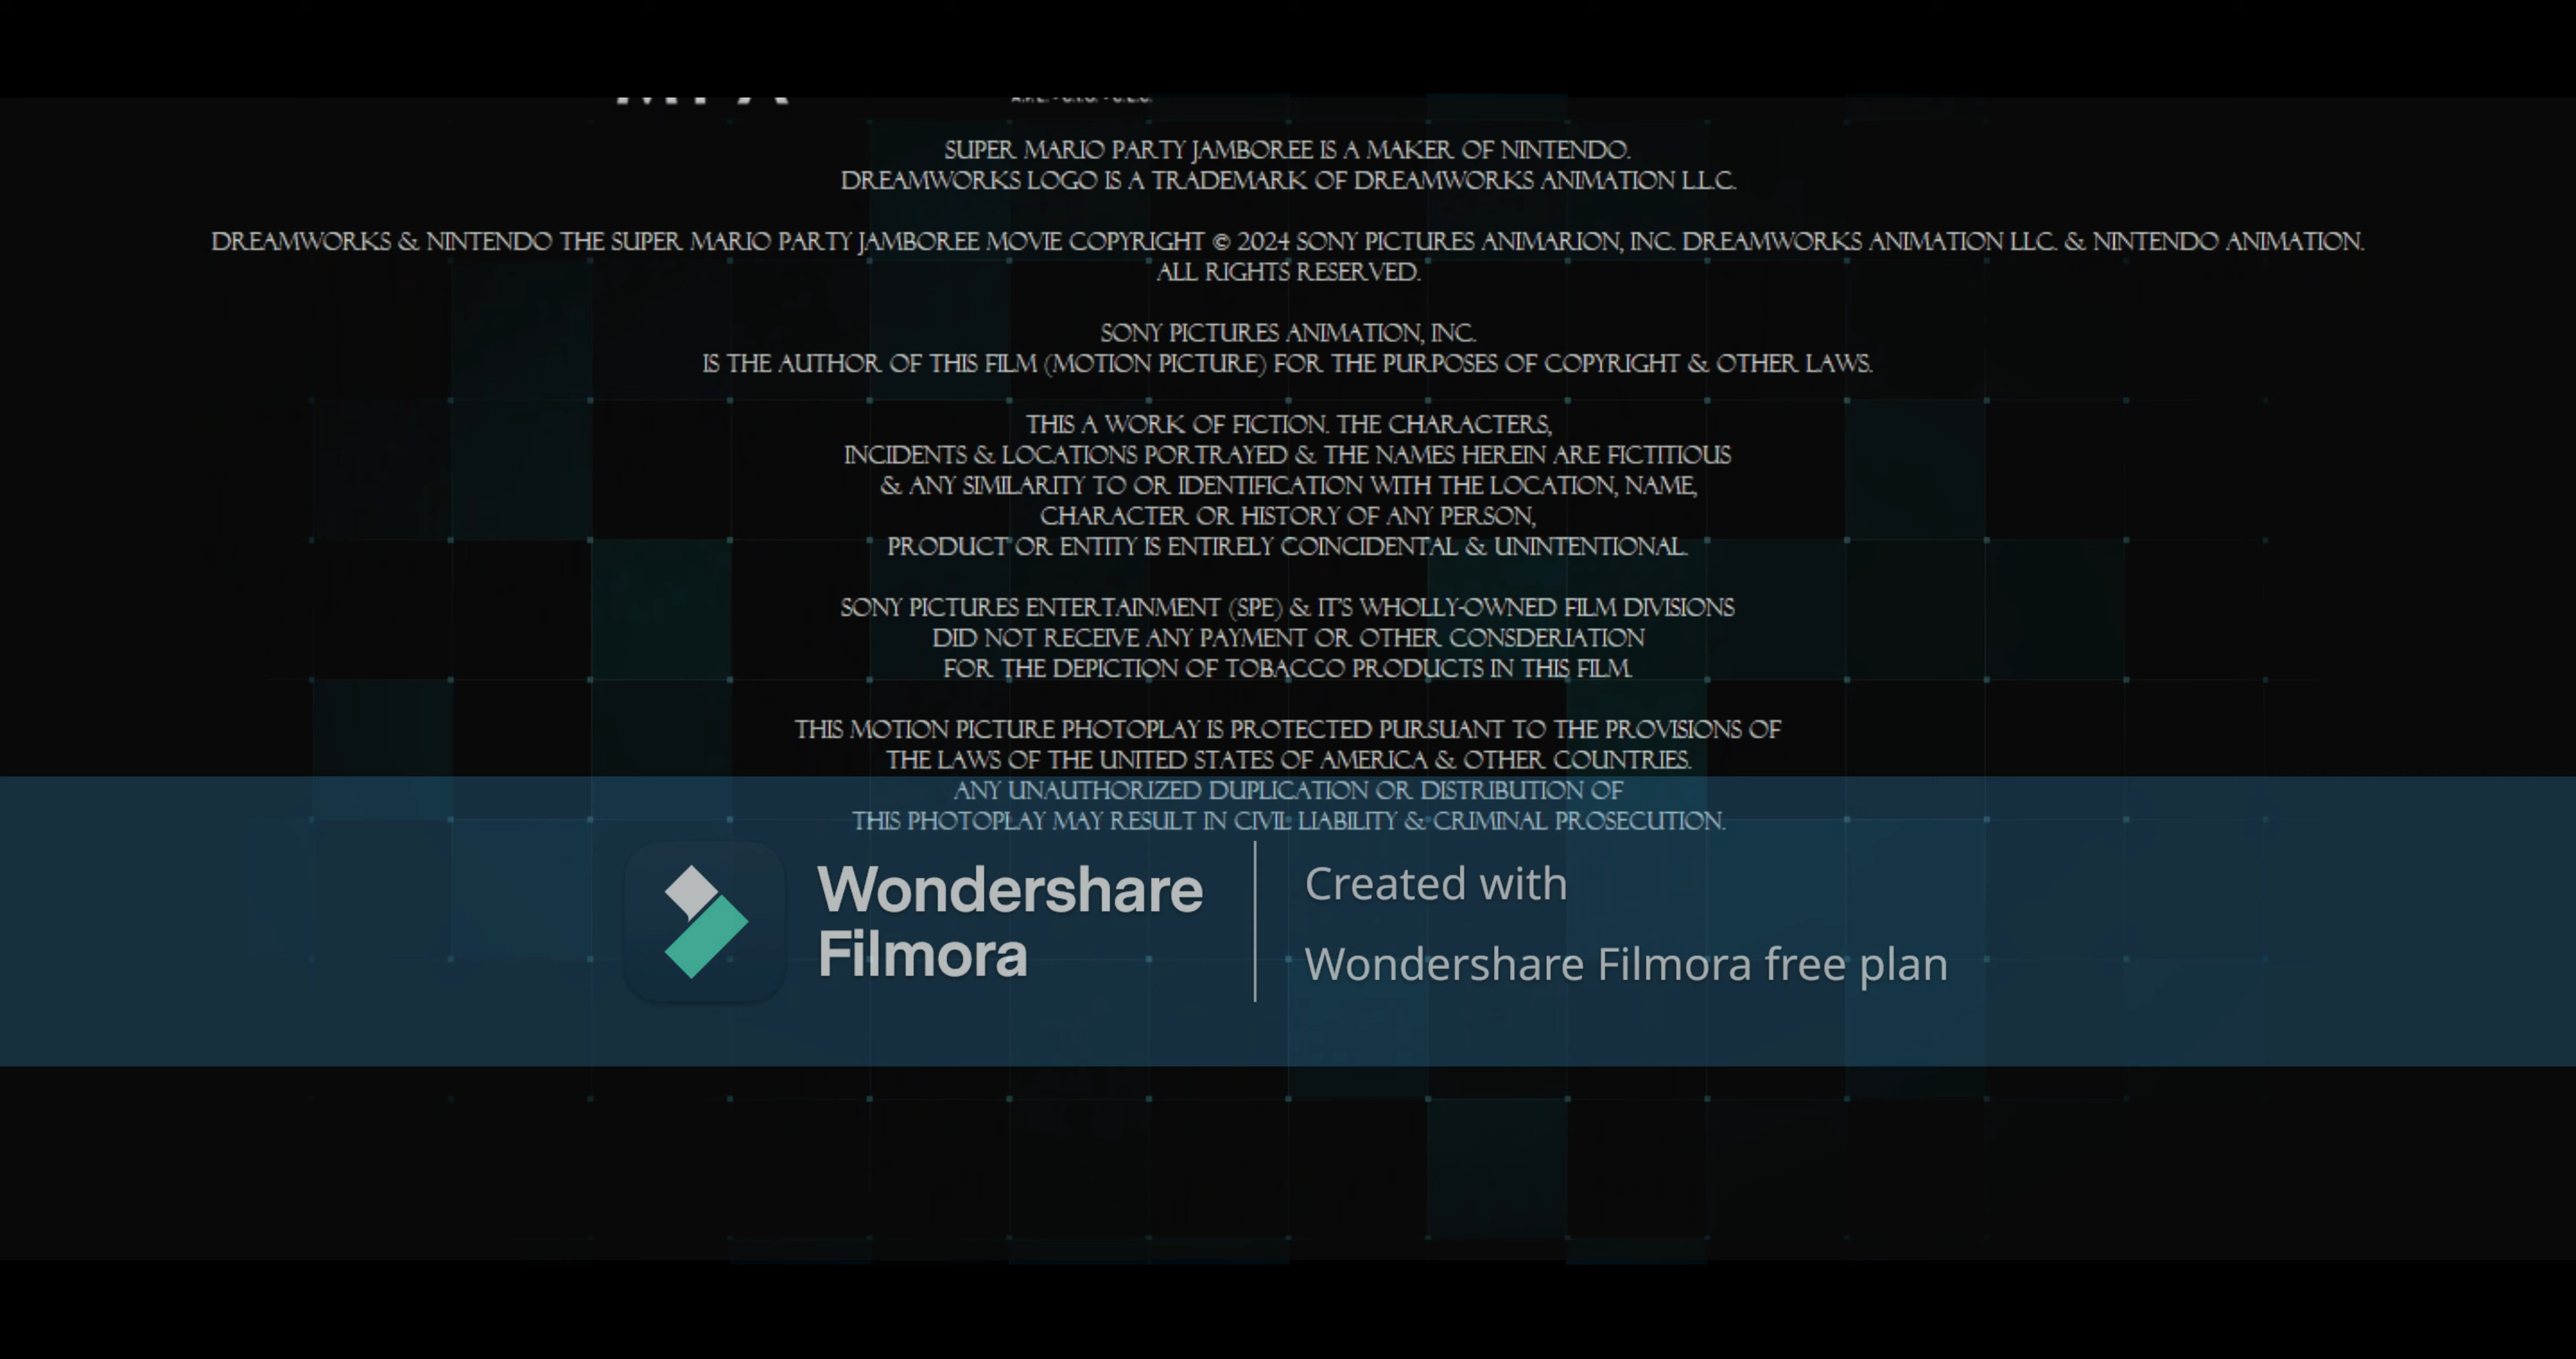 SUPER MARIO PARTY JAMBOREE IS A MAKER OF NINTENDO.
DREAMWORKS LOGO IS A TRADEMARK OF DREAMWORKS ANIMATION L.L.C.
DREAMWORKS & NINTENDO THE SUPER MARIO PARTY JAMBOREE MOVIE COPYRIGHT © 2024 SONY PICTURES ANIMARION, INC. DREAMWORKS ANIMATION LLC. & NINTENDO ANIMATION.
ALL RIGHTS RESERVED.
SONY PICTURES ANIMATION, INC.
IS THE AUTHOR OF THIS FILM (MOTION PICTURE) FOR THE PURPOSES OF COPYRIGHT & OTHER LAWS.
THIS A WORK OF FICTION. THE CHARACTERS,
INCIDENTS & LOCATIONS PORTRAYED & THE NAMES HEREIN ARE FICTITIOUS
& ANY SIMILARITY TO OR IDENTIFICATION WITH THE LOCATION, NAME,
CHARACTER OR HISTORY OF ANY PERSON,
PRODUCT OR ENTITY IS ENTIRELY COINCIDENTAL & UNINTENTIONAL.
SONY PICTURES ENTERTAINMENT (SPE) & IT'S WHOLLY-OWNED FILM DIVISIONS
DID NOT RECEIVE ANY PAYMENT OR OTHER CONSDERIATION
FOR THE DEPICTION OF TOBACCO PRODUCTS IN THIS FILM.
THIS MOTION PICTURE PHOTOPLAY IS PROTECTED PURSUANT TO THE PROVISIONS OF
THE LAWS OF THE UNITED STATES OF AMERICA & OTHER COUNTRIES.
ANY UNAUTHORIZED DUPLICATION OR DISTRIBUTION OF
THIS PHOTOPLAY MAY RESULT IN CIVIL LIABILITY & CRIMINAL PROSECUTION.
Wondershare
Filmora
Created with
Wondershare Filmora free plan